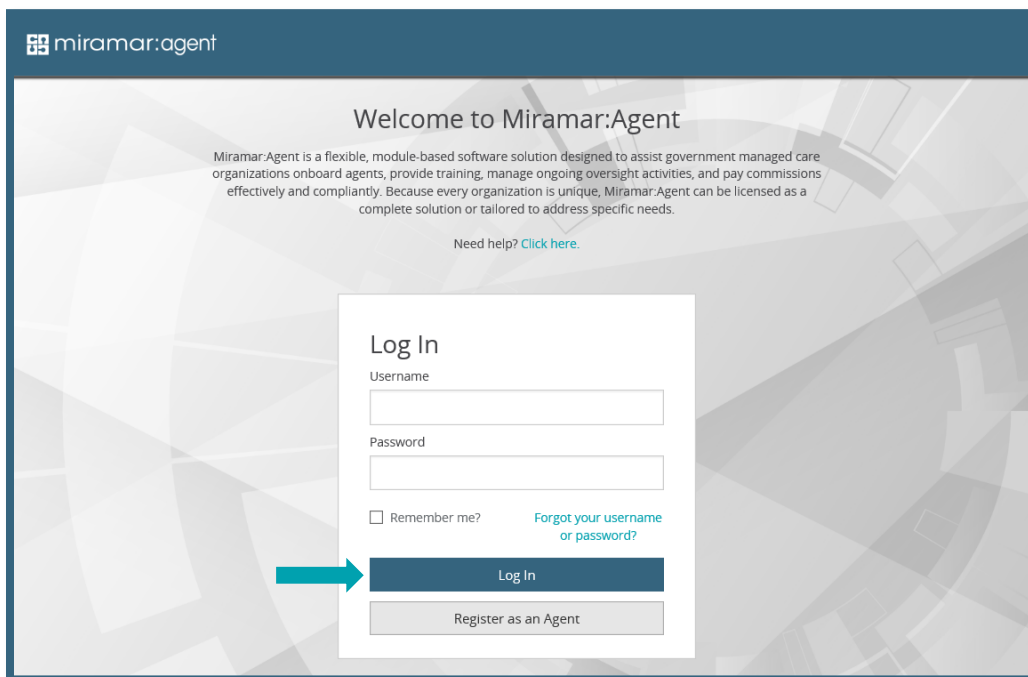 miramar:agent
Welcome to Miramar:Agent
Miramar:Agent is a flexible, module-based software solution designed to assist government managed care
organizations onboard agents, provide training, manage ongoing oversight activities, and pay commissions
effectively and compliantly. Because every organization is unique, Miramar:Agent can be licensed as a
complete solution or tailored to address specific needs.
Need help? Click here.
Log In
Username
Password
Remember me?
Forgot your username
or password?
Log In
Register as an Agent